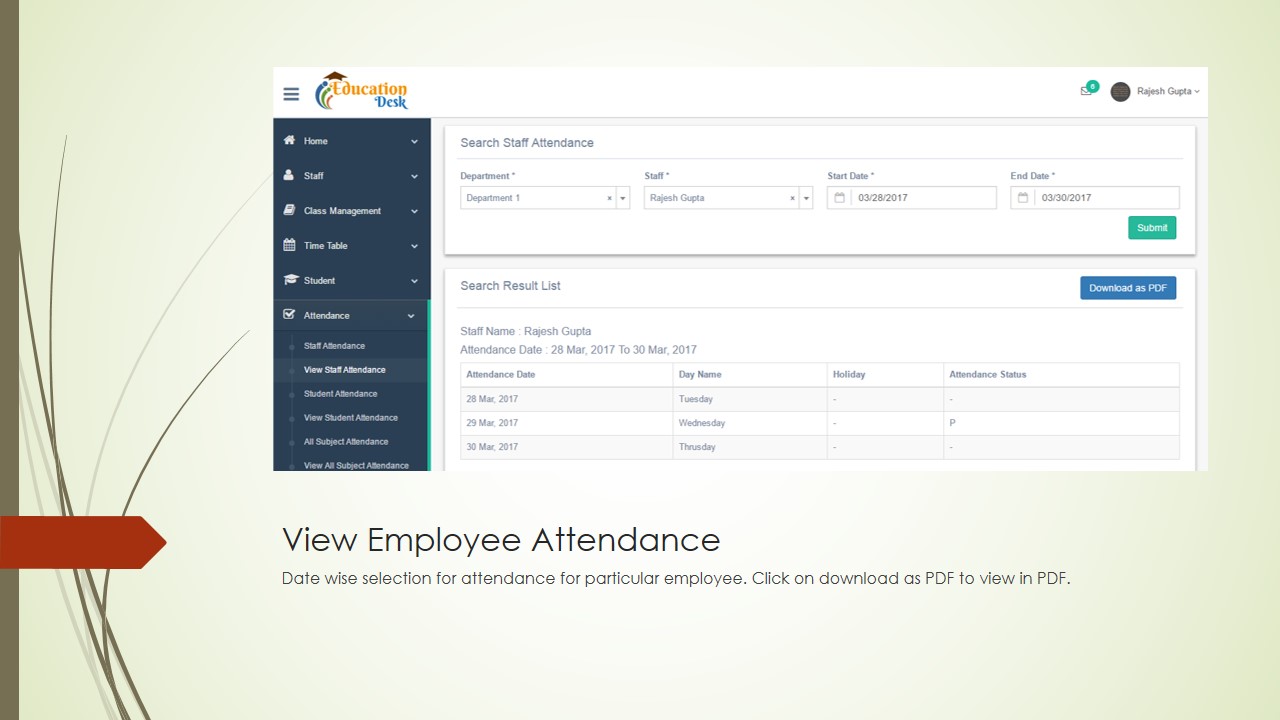 Education
Desk
6
Rajesh Gupta
Home
Staff
Class Management
Time Table
Student
Attendance
Staff Attendance
View Staff Attendance
Student Attendance
View Student Attendance
All Subject Attendance
View All Subject Attendance
Search Staff Attendance
Department * Staff * Start Date * End Date *
Department 1 × Rajesh Gupta × 03/28/2017 03/30/2017
Submit
Search Result List
Download as PDF
Staff Name : Rajesh Gupta
Attendance Date : 28 Mar, 2017 To 30 Mar, 2017
Attendance Date Day Name Holiday Attendance Status
28 Mar, 2017 Tuesday - -
29 Mar, 2017 Wednesday - P
30 Mar, 2017 Thrusday - -
View Employee Attendance
Date wise selection for attendance for particular employee. Click on download as PDF to view in PDF.